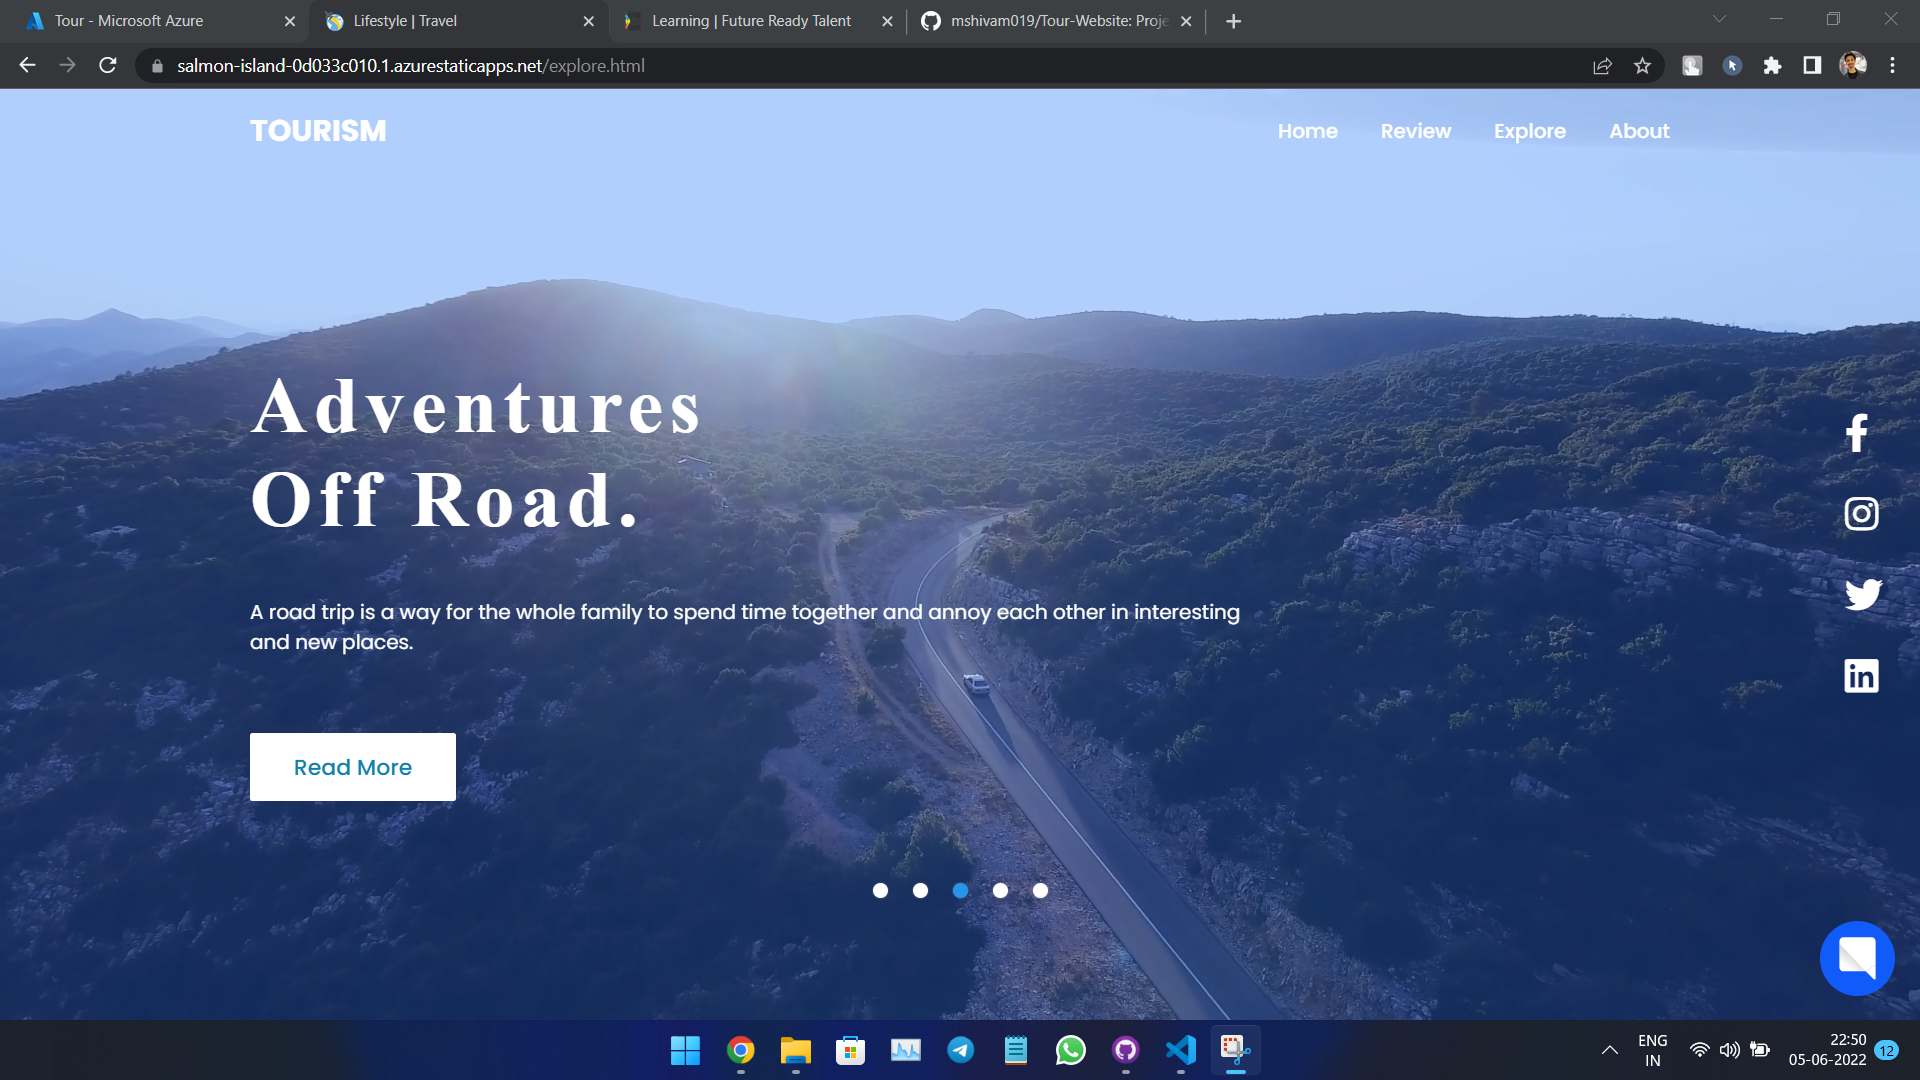 Tour - Microsoft Azure
Lifestyle | Travel
Learning | Future Ready Talent
mshivam019/Tour-Website: Proje
salmon-island-0d033c010.1.azurestaticapps.net/explore.html
TOURISM
Home
Review
Explore
About
Adventures
Off Road.
A road trip is a way for the whole family to spend time together and annoy each other in interesting
and new places.
Read More
ENG
IN
22:50
05-06-2022
12